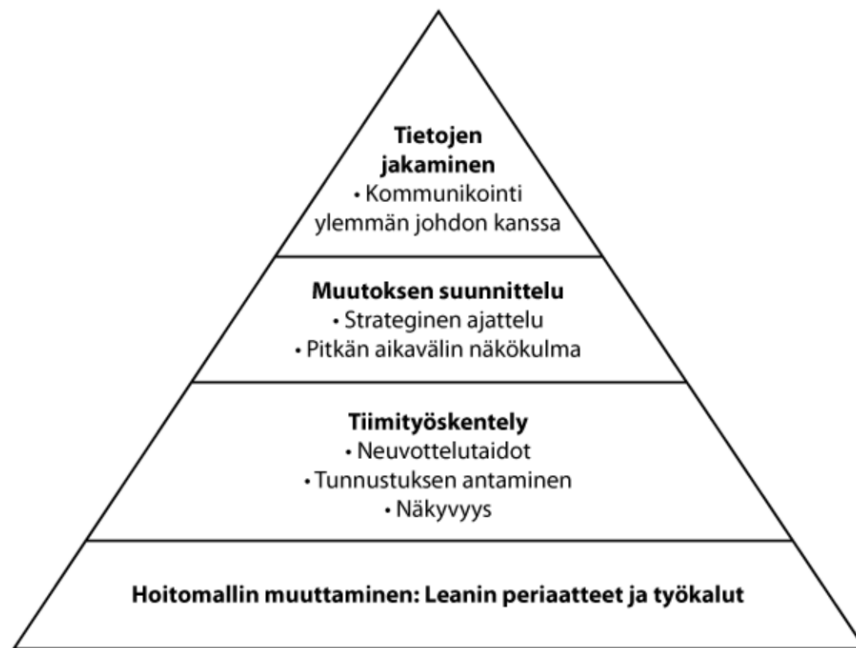 Tietojen
jakaminen
• Kommunikointi
ylemmän johdon kanssa
Muutoksen suunnittelu
• Strateginen ajattelu
• Pitkän aikavälin näkökulma
Tiimityöskentely
• Neuvottelutaidot
• Tunnustuksen antaminen
• Näkyvyys
Hoitomallin muuttaminen: Leanin periaatteet ja työkalut